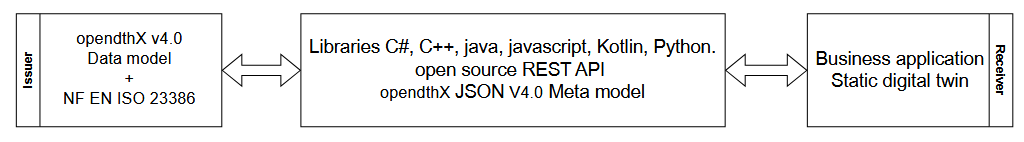 Issuer
opendthX v4.0
Data model
+
NF EN ISO 23386
Libraries C#, C++, java, javascript, Kotlin, Python.
open source REST API
opendthX JSON V4.0 Meta model
Business application
Static digital twin
Receiver